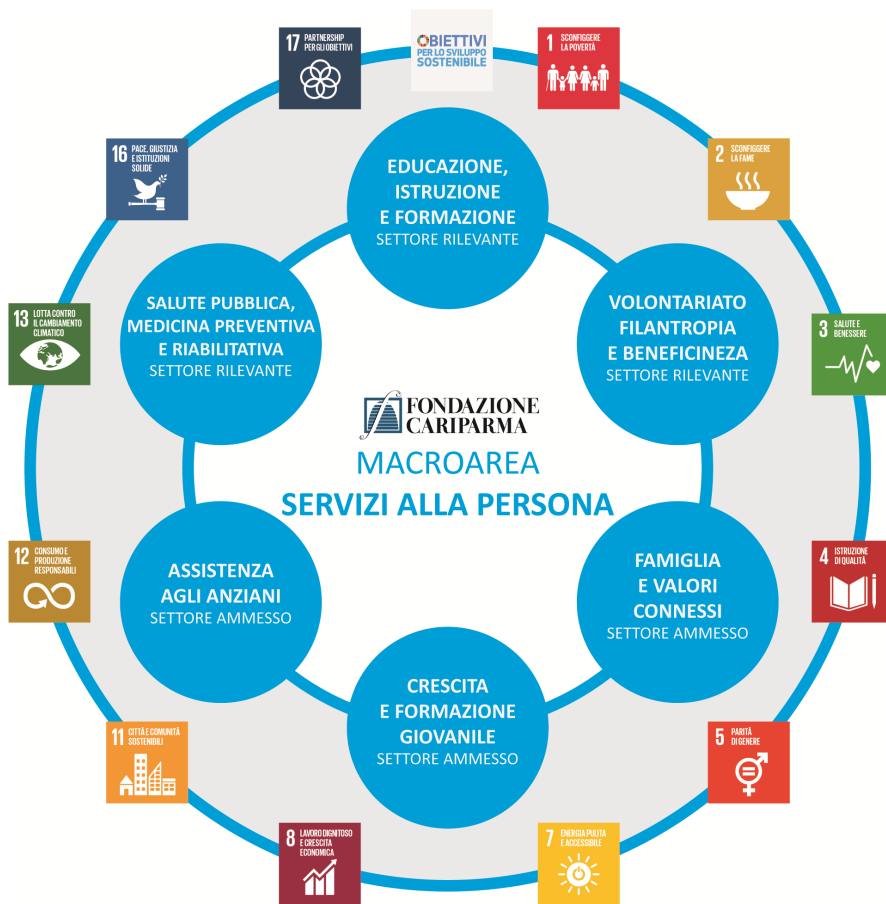 OBIETTIVI
PER LO SVILUPPO
SOSTENIBILE
1 SCONFIGGERE
LA POVERTÀ
2 SCONFIGGERE
LA FAME
3 SALUTE E
BENESSERE
4 ISTRUZIONE
DI QUALITÀ
5 PARITÀ
DI GENERE
7 ENERGIA PULITA
E ACCESSIBILE
8 LAVORO DIGNITOSO
E CRESCITA
ECONOMICA
11 CITTÀ E COMUNITÀ
SOSTENIBILI
12 CONSUMO E
PRODUZIONE
RESPONSABILI
13 LOTTA CONTRO
IL CAMBIAMENTO
CLIMATICO
16 PACE, GIUSTIZIA
E ISTITUZIONI
SOLIDE
17 PARTNERSHIP
PER GLI OBIETTIVI
EDUCAZIONE,
ISTRUZIONE
E FORMAZIONE
SETTORE RILEVANTE
VOLONTARIATO
FILANTROPIA
E BENEFICINEZA
SETTORE RILEVANTE
FAMIGLIA
E VALORI
CONNESSI
SETTORE AMMESSO
CRESCITA
E FORMAZIONE
GIOVANILE
SETTORE AMMESSO
ASSISTENZA
AGLI ANZIANI
SETTORE AMMESSO
SALUTE PUBBLICA,
MEDICINA PREVENTIVA
E RIABILITATIVA
SETTORE RILEVANTE
FONDAZIONE
CARIPARMA
MACROAREA
SERVIZI ALLA PERSONA